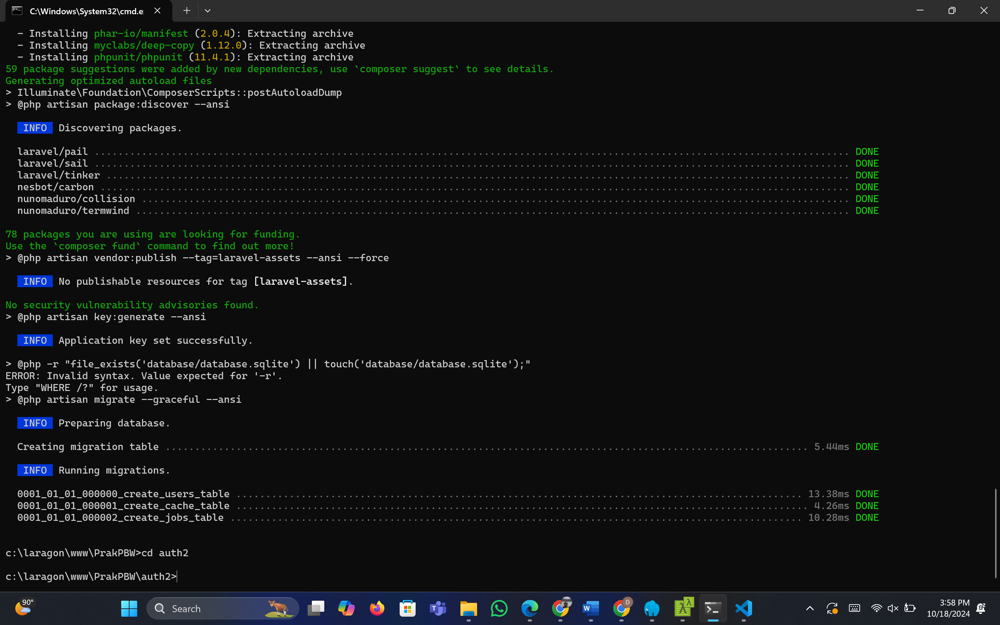 C:\Windows\System32\cmd.e
- Installing phar-io/manifest (2.0.4): Extracting archive
- Installing myclabs/deep-copy (1.12.0): Extracting archive
- Installing phpunit/phpunit (11.4.1): Extracting archive
59 package suggestions were added by new dependencies, use `composer suggest` to see details.
Generating optimized autoload files
> Illuminate\Foundation\ComposerScripts::postAutoloadDump
> @php artisan package:discover --ansi
INFO Discovering packages.
laravel/pail ........................................ DONE
laravel/sail ........................................ DONE
laravel/tinker ........................................ DONE
nesbot/carbon ........................................ DONE
nunomaduro/collision ........................................ DONE
nunomaduro/termwind ........................................ DONE
78 packages you are using are looking for funding.
Use the `composer fund` command to find out more!
> @php artisan vendor:publish --tag=laravel-assets --ansi --force
INFO No publishable resources for tag [laravel-assets].
No security vulnerability advisories found.
> @php artisan key:generate --ansi
INFO Application key set successfully.
> @php -r "file_exists('database/database.sqlite') || touch('database/database.sqlite');"
ERROR: Invalid syntax. Value expected for '-r'.
Type "WHERE /?" for usage.
> @php artisan migrate --graceful --ansi
INFO Preparing database.
Creating migration table ........................................ 5.44ms DONE
INFO Running migrations.
0001_01_01_000000_create_users_table ........................................ 13.38ms DONE
0001_01_01_000001_create_cache_table ........................................ 4.26ms DONE
0001_01_01_000002_create_jobs_table ........................................ 10.28ms DONE
c:\laragon\www\PrakPBW>cd auth2
c:\laragon\www\PrakPBW\auth2>
90°
Search
3:58 PM
10/18/2024